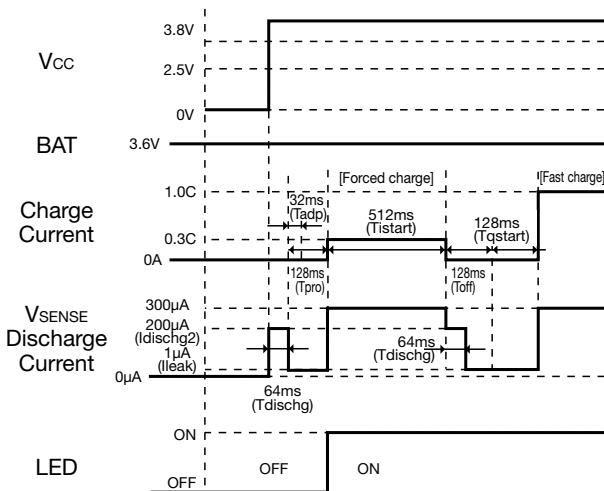 3.8V
VCC
2.5V
0V
BAT
3.6V
[Forced charge]
[Fast charge]
1.0C
32ms
(Tadp)
Charge
Current
512ms
(Tistart)
128ms
(Tqstart)
0.3C
0A
128ms
(Tpro)
128ms
(Toff)
VSENSE
Discharge
Current
300µA
200µA
(Idischg2)
1µA
(Ileak)
0µA
64ms
(Tdischg)
64ms
(Tdischg)
LED
ON
OFF
OFF
ON